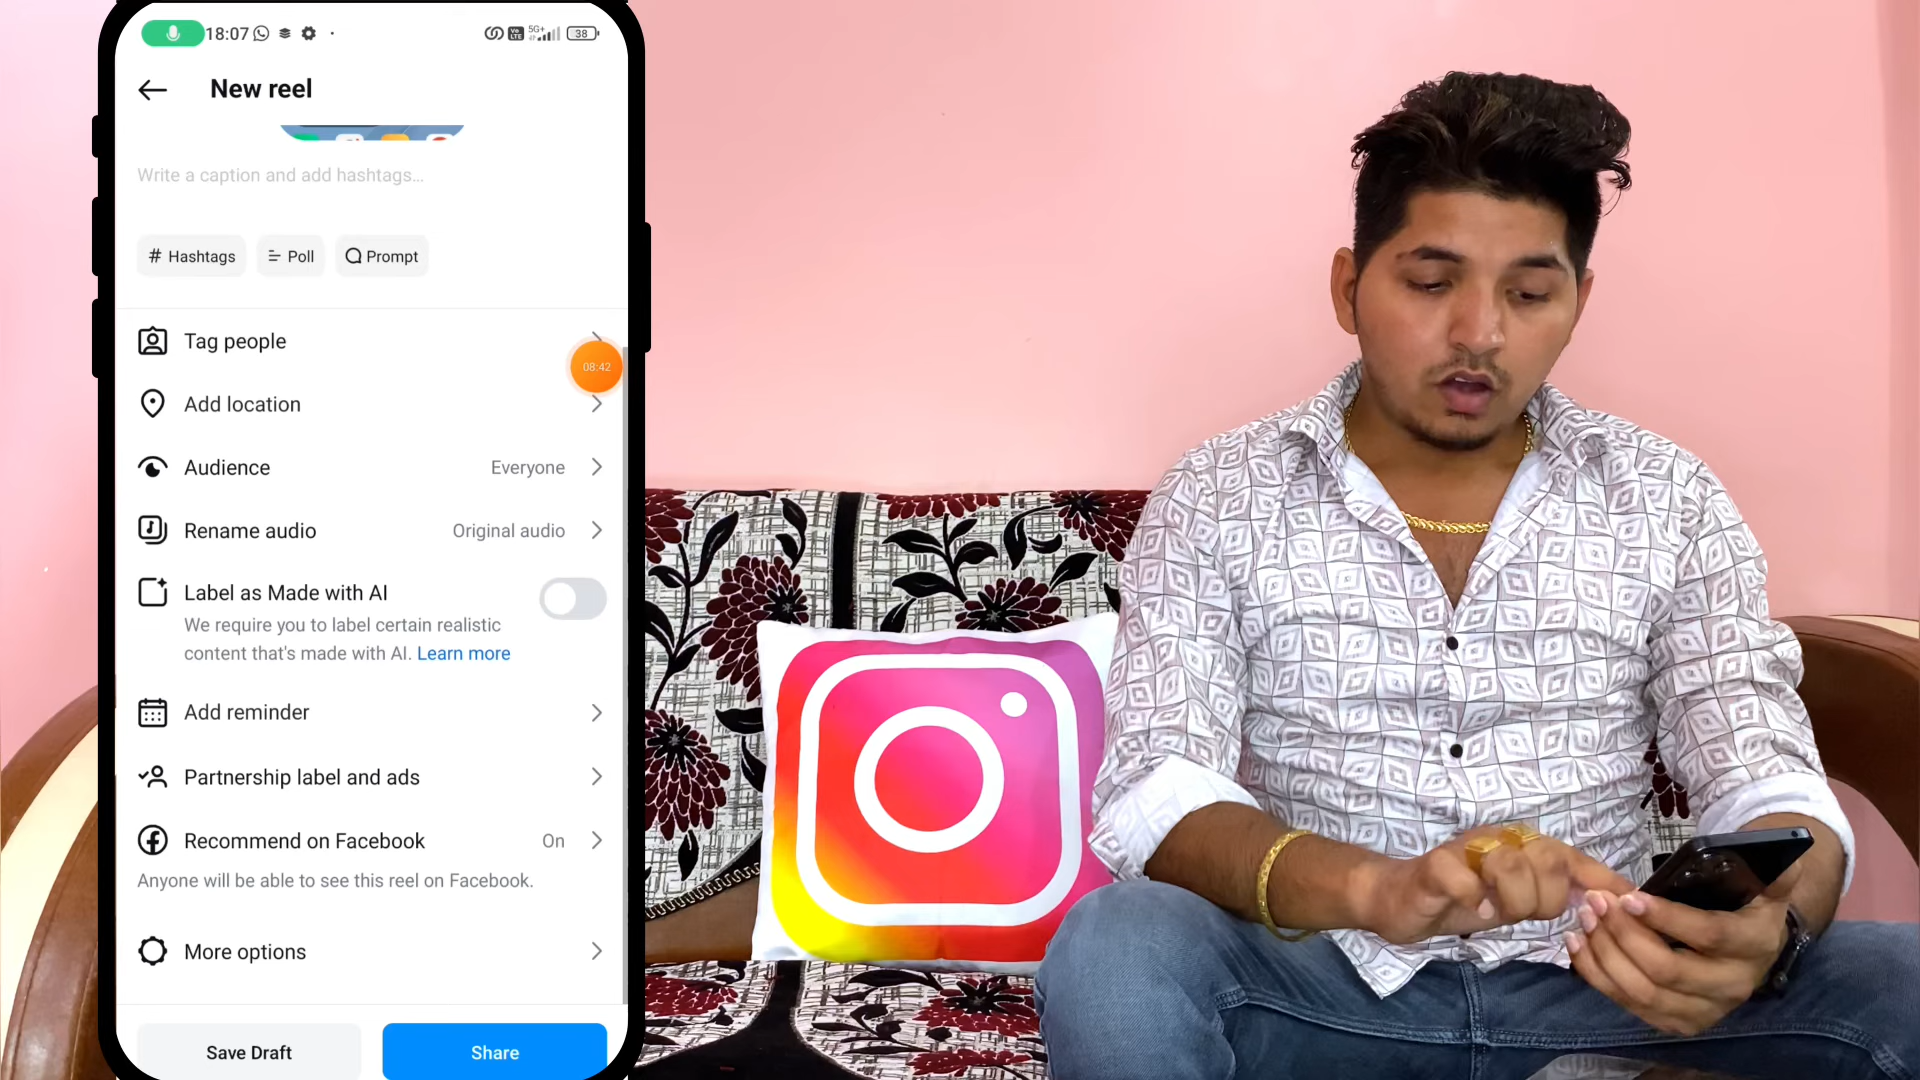 18:07
Vo LTE 5G+ 38
New reel
Write a caption and add hashtags...
# Hashtags Poll Prompt
Tag people
08:42
Add location
Audience Everyone
Rename audio Original audio
Label as Made with AI
We require you to label certain realistic
content that's made with AI. Learn more
Add reminder
Partnership label and ads
Recommend on Facebook On
Anyone will be able to see this reel on Facebook.
More options
Save Draft Share